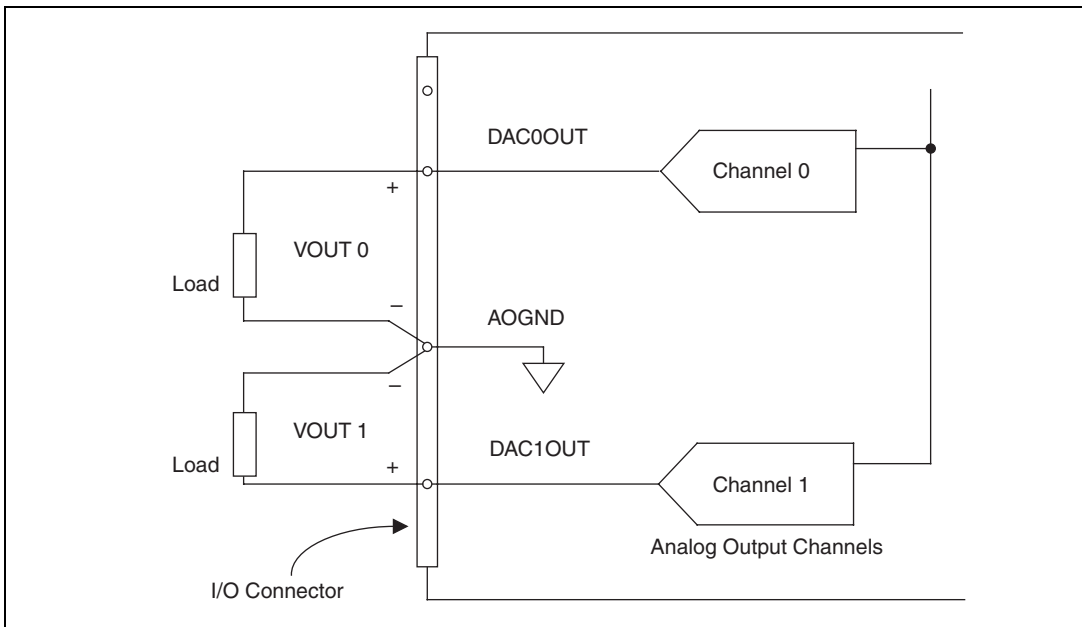 DAC0OUT
Channel 0
+
VOUT 0
Load
–
AOGND
–
VOUT 1
DAC1OUT
Load
+
Channel 1
Analog Output Channels
I/O Connector